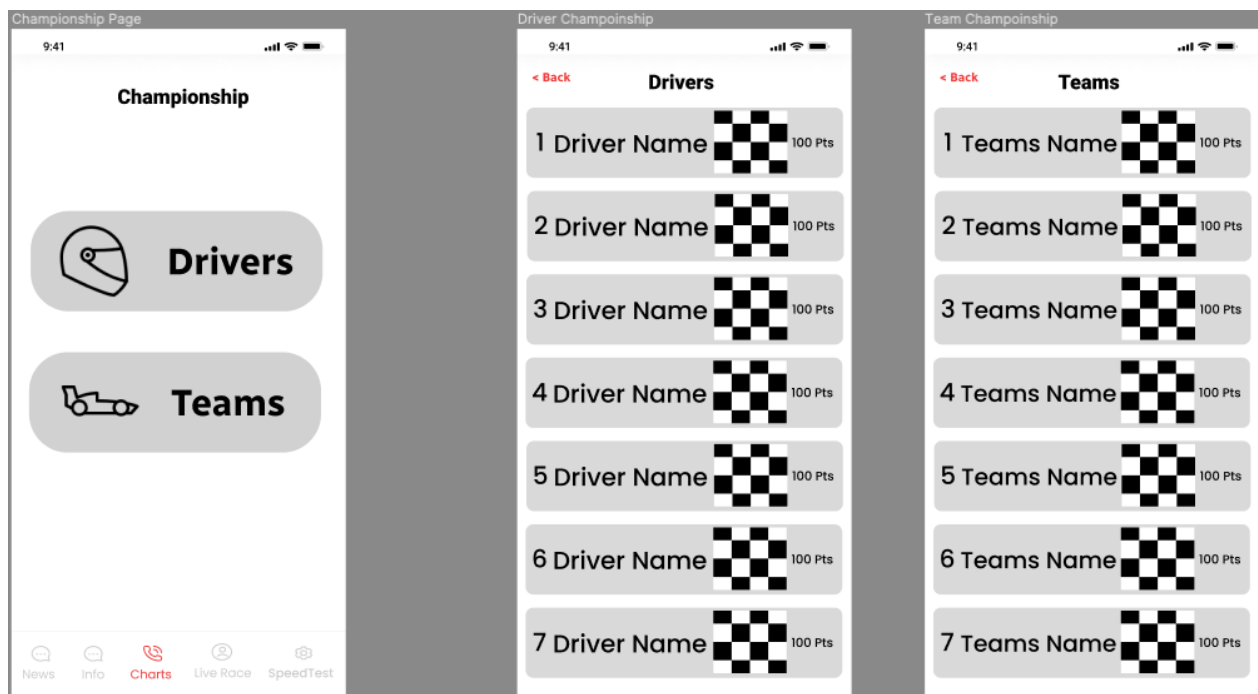 Championship Page
9:41
Championship
Drivers
Teams
News
Info
Charts
Live Race
SpeedTest
Driver Champoinship
9:41
< Back
Drivers
1 Driver Name 100 Pts
2 Driver Name 100 Pts
3 Driver Name 100 Pts
4 Driver Name 100 Pts
5 Driver Name 100 Pts
6 Driver Name 100 Pts
7 Driver Name 100 Pts
Team Champoinship
9:41
< Back
Teams
1 Teams Name 100 Pts
2 Teams Name 100 Pts
3 Teams Name 100 Pts
4 Teams Name 100 Pts
5 Teams Name 100 Pts
6 Teams Name 100 Pts
7 Teams Name 100 Pts